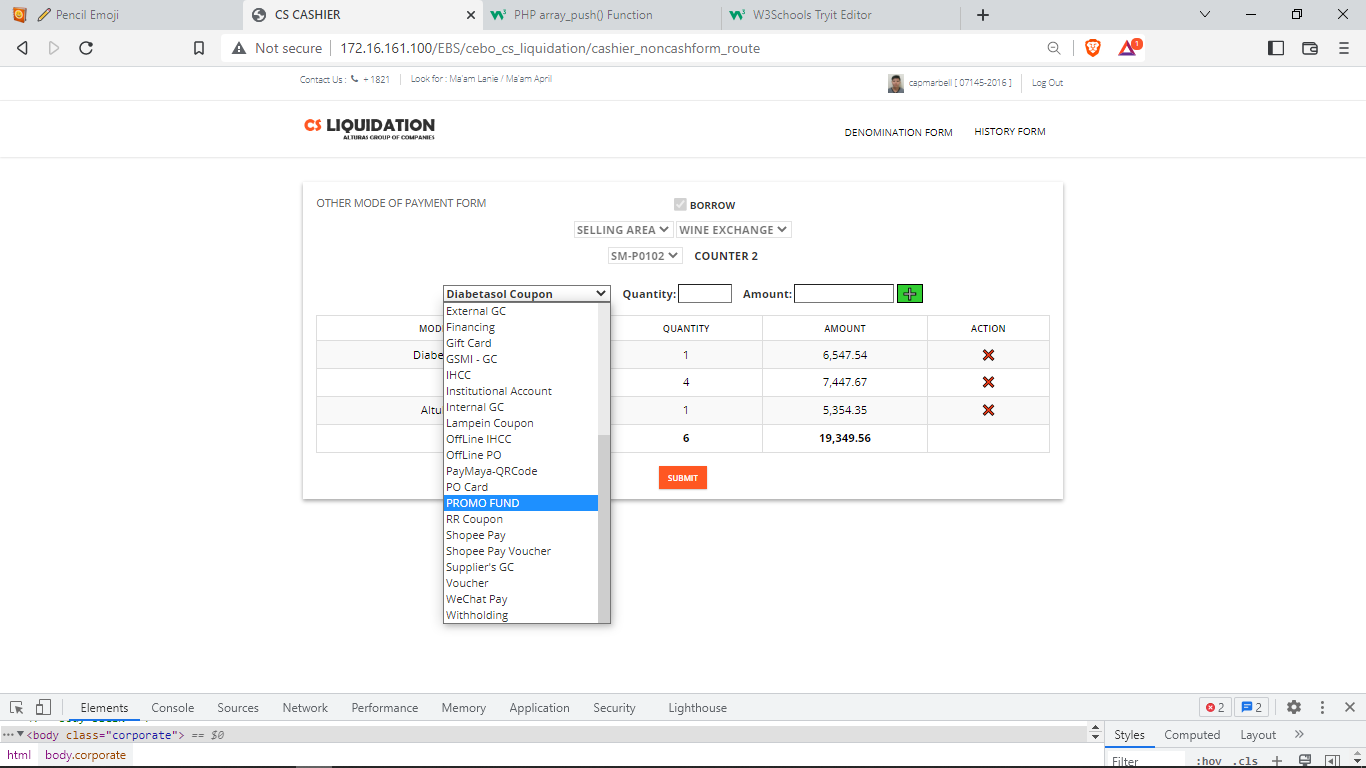 Pencil Emoji
CS CASHIER
PHP array_push() Function
W3Schools Tryit Editor
Not secure
172.16.161.100/EBS/cebo_cs_liquidation/cashier_noncashform_route
1
Contact Us : + 1821
Look for : Ma'am Lanie / Ma'am April
capmarbell [ 07145-2016 ]
Log Out
CS LIQUIDATION
ALTURAS GROUP OF COMPANIES
DENOMINATION FORM
HISTORY FORM
OTHER MODE OF PAYMENT FORM
BORROW
SELLING AREA
WINE EXCHANGE
SM-P0102
COUNTER 2
Diabetasol Coupon
Quantity:
Amount:
External GC
Financing
Gift Card
GSMI - GC
IHCC
Institutional Account
Internal GC
Lampein Coupon
OffLine IHCC
OffLine PO
PayMaya-QRCode
PO Card
PROMO FUND
RR Coupon
Shopee Pay
Shopee Pay Voucher
Supplier's GC
Voucher
WeChat Pay
Withholding
MOD QUANTITY AMOUNT ACTION
Diabe 1 6,547.54
4 7,447.67
Altu 1 5,354.35
6 19,349.56
SUBMIT
Elements Console Sources Network Performance Memory Application Security Lighthouse
2 2
<body class="corporate"> == $0
Styles Computed Layout
html body.corporate
Filter :hov .cls